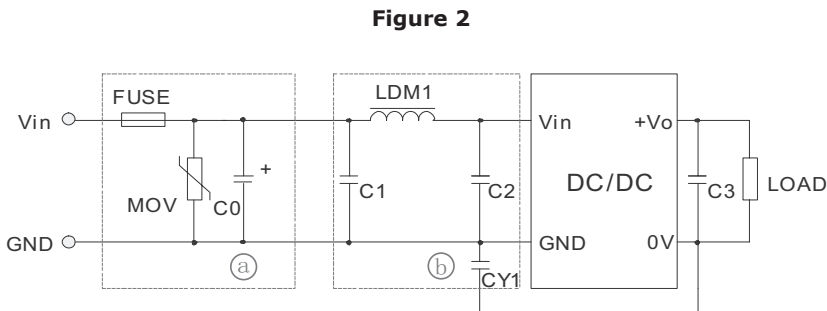 Figure 2
FUSE
LDM1
Vin
Vin
+Vo
+
MOV
C0
C1
C2
DC/DC
C3
LOAD
GND
GND
0V
a
b
CY1